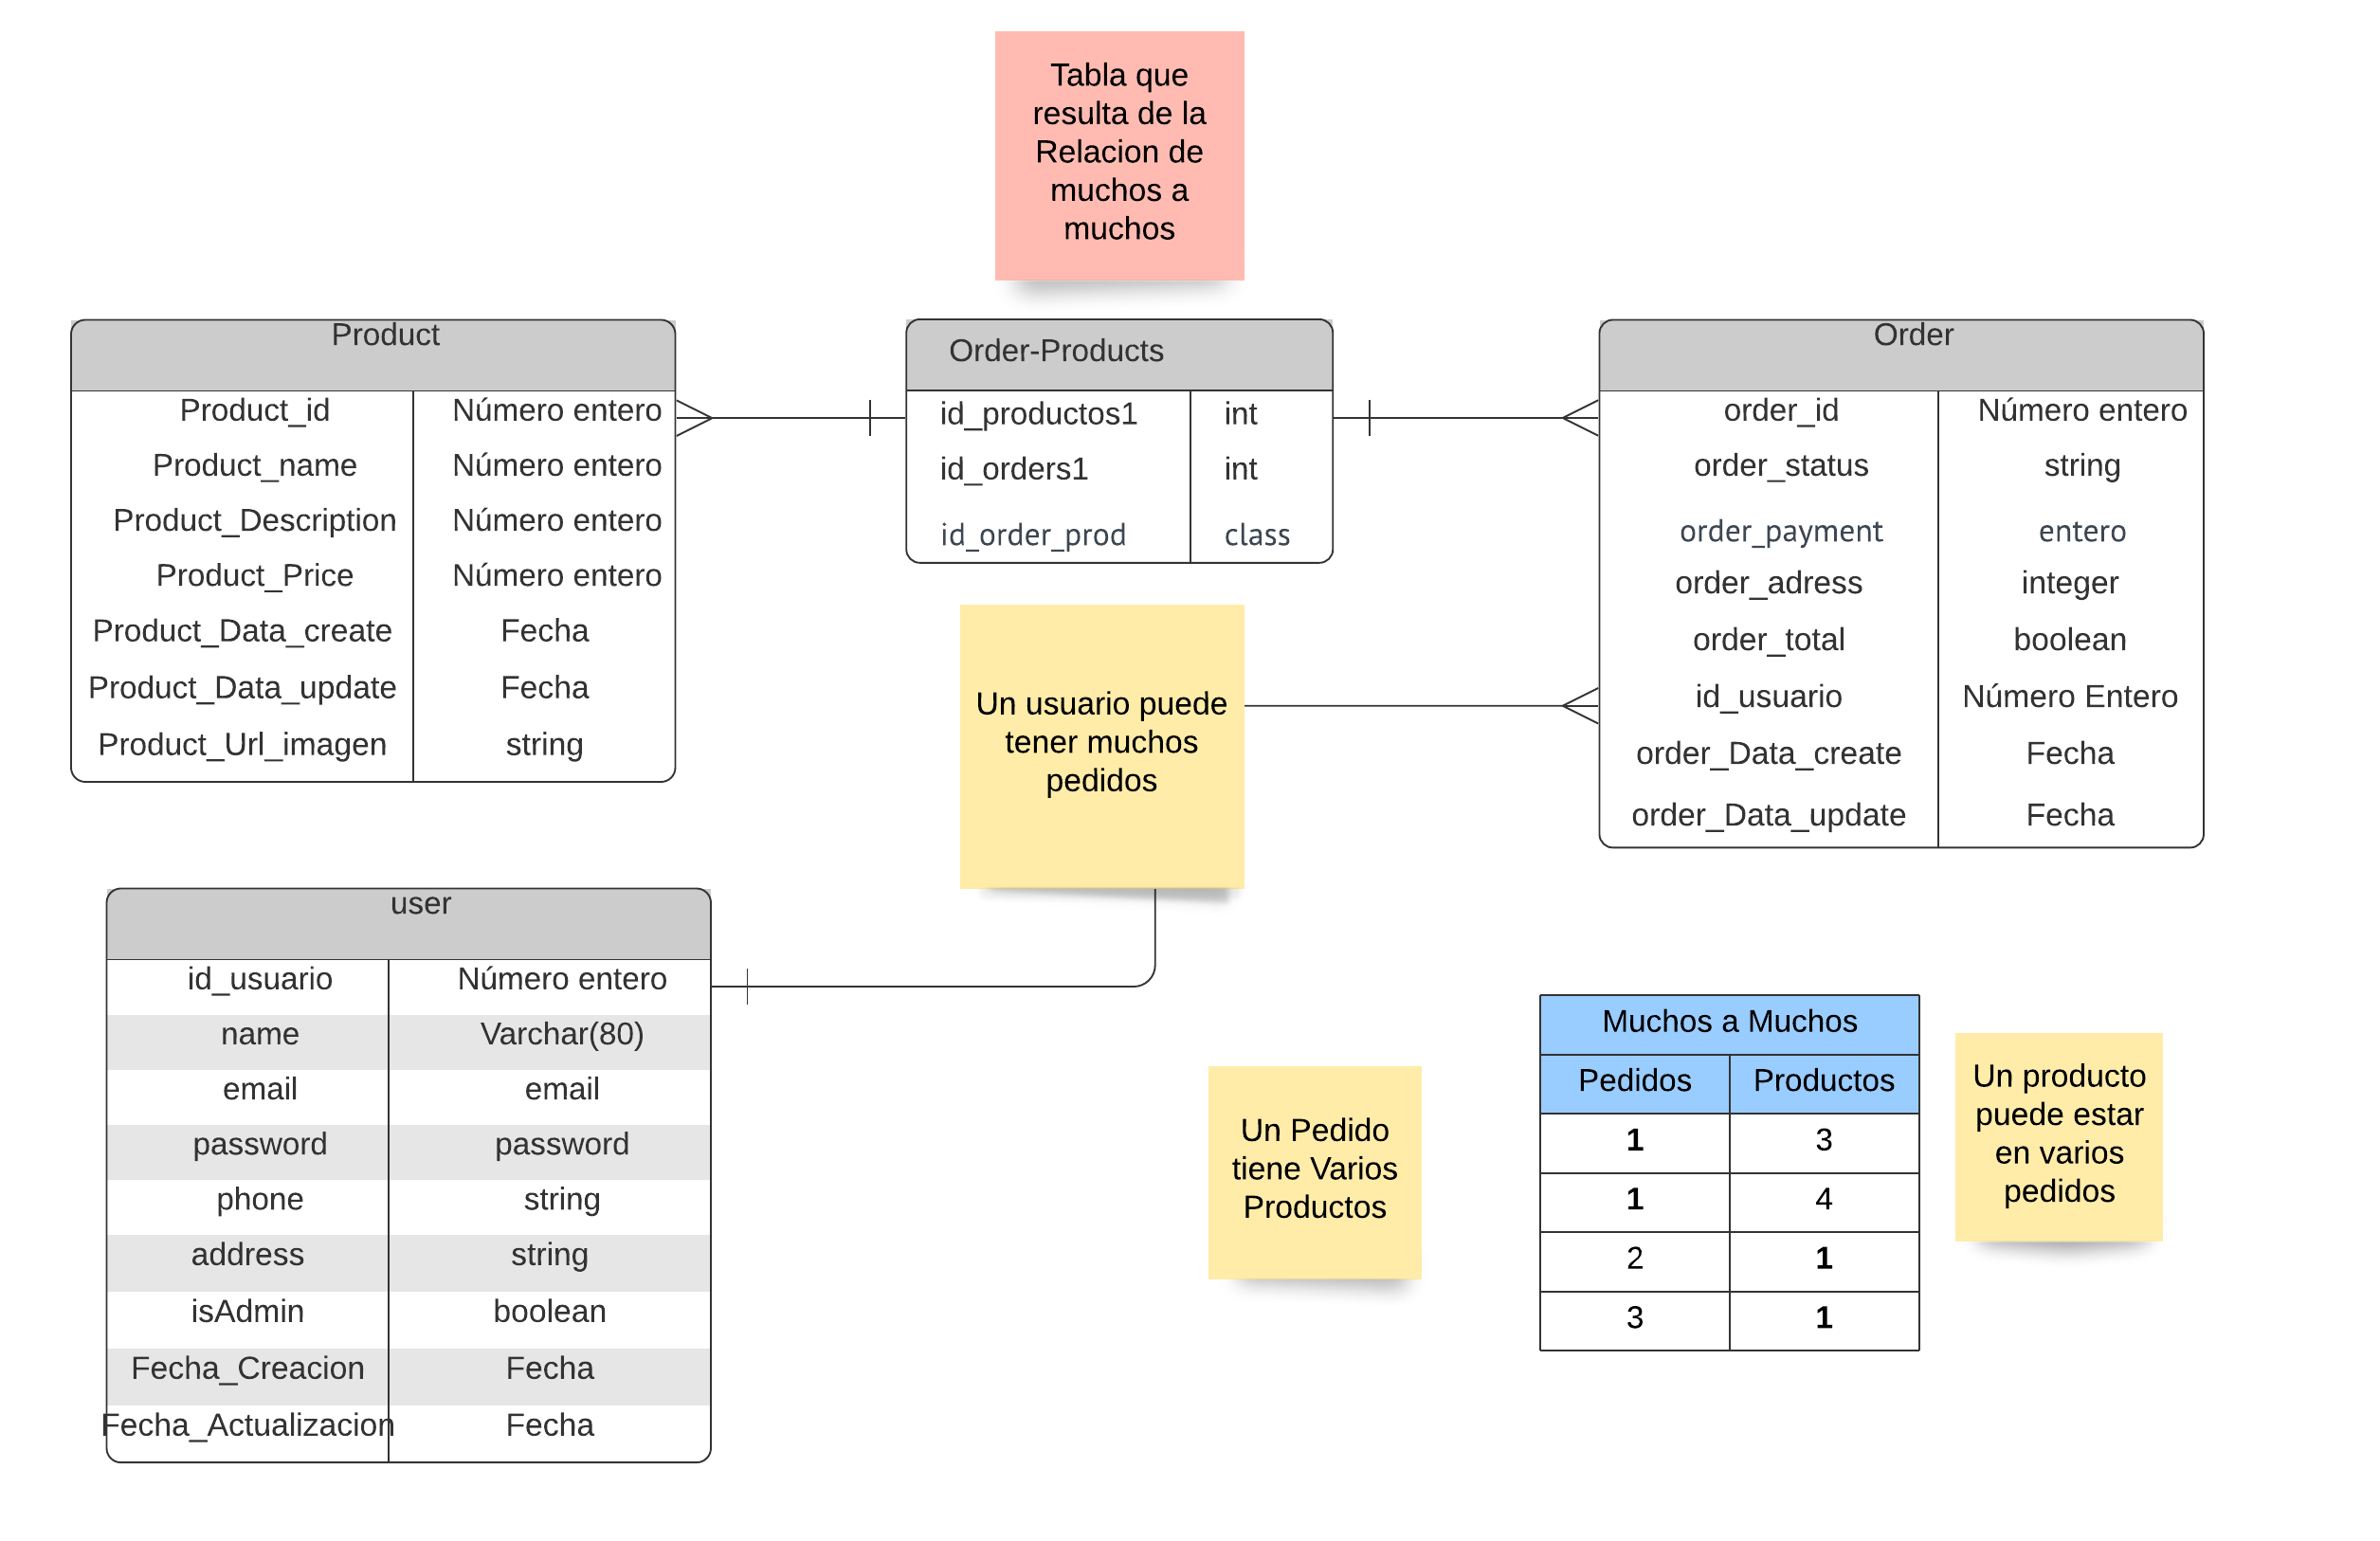 Tabla que
resulta de la
Relacion de
muchos a
muchos
Product
Product_id Número entero
Product_name Número entero
Product_Description Número entero
Product_Price Número entero
Product_Data_create Fecha
Product_Data_update Fecha
Product_Url_imagen string
Order-Products
id_productos1 int
id_orders1 int
id_order_prod class
Order
order_id Número entero
order_status string
order_payment entero
order_adress integer
order_total boolean
id_usuario Número Entero
order_Data_create Fecha
order_Data_update Fecha
Un usuario puede
tener muchos
pedidos
user
id_usuario Número entero
name Varchar(80)
email email
password password
phone string
address string
isAdmin boolean
Fecha_Creacion Fecha
Fecha_Actualizacion Fecha
Un Pedido
tiene Varios
Productos
Muchos a Muchos
Pedidos Productos
1 3
1 4
2 1
3 1
Un producto
puede estar
en varios
pedidos